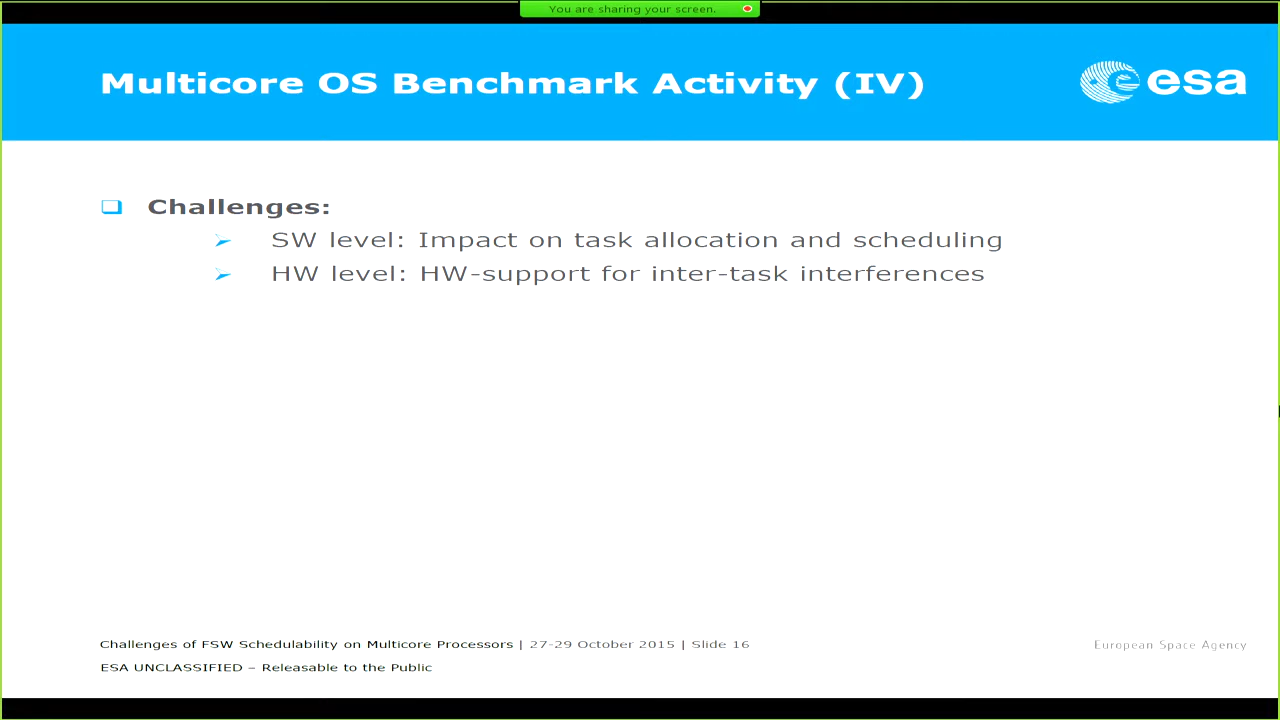 You are sharing your screen.
Multicore OS Benchmark Activity (IV)
esa
Challenges:
SW level: Impact on task allocation and scheduling
HW level: HW-support for inter-task interferences
Challenges of FSW Schedulability on Multicore Processors | 27-29 October 2015 | Slide 16
European Space Agency
ESA UNCLASSIFIED – Releasable to the Public